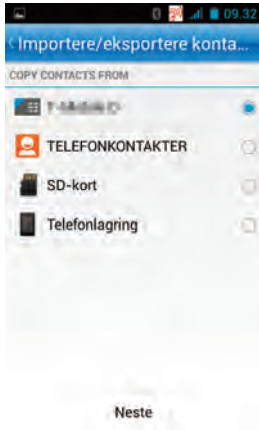 09.32
Importere/eksportere konta...
COPY CONTACTS FROM
TELEFONKONTAKTER
SD-kort
Telefonlagring
Neste